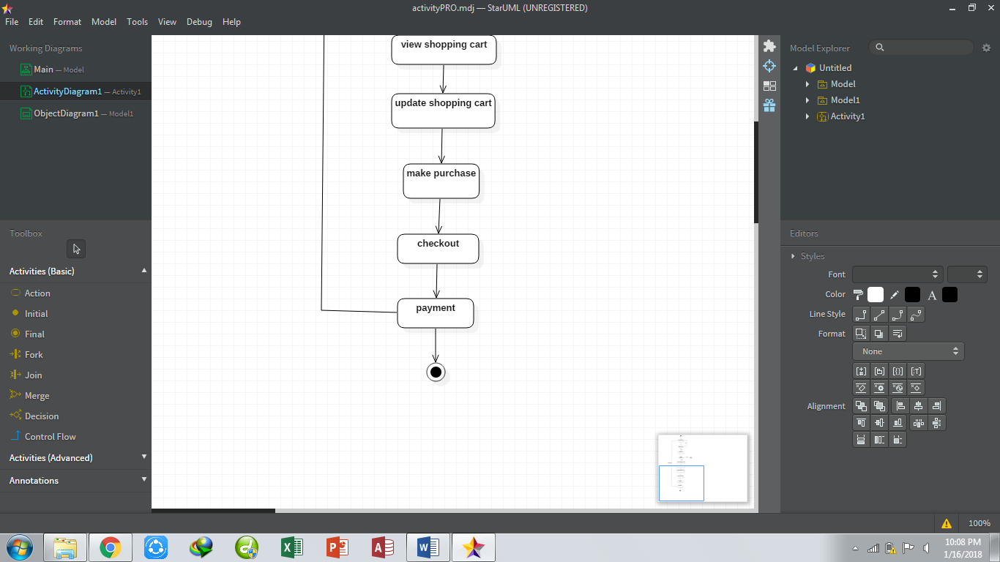 activityPRO.mdj — StarUML (UNREGISTERED)
File Edit Format Model Tools View Debug Help
Working Diagrams
Main — Model
ActivityDiagram1 — Activity1
ObjectDiagram1 — Model1
Toolbox
Activities (Basic)
Action
Initial
Final
Fork
Join
Merge
Decision
Control Flow
Activities (Advanced)
Annotations
view shopping cart
update shopping cart
make purchase
checkout
payment
Model Explorer
Untitled
Model
Model1
Activity1
Editors
Styles
Font
Color
A
Line Style
Format
None
Alignment
100%
10:08 PM
1/16/2018